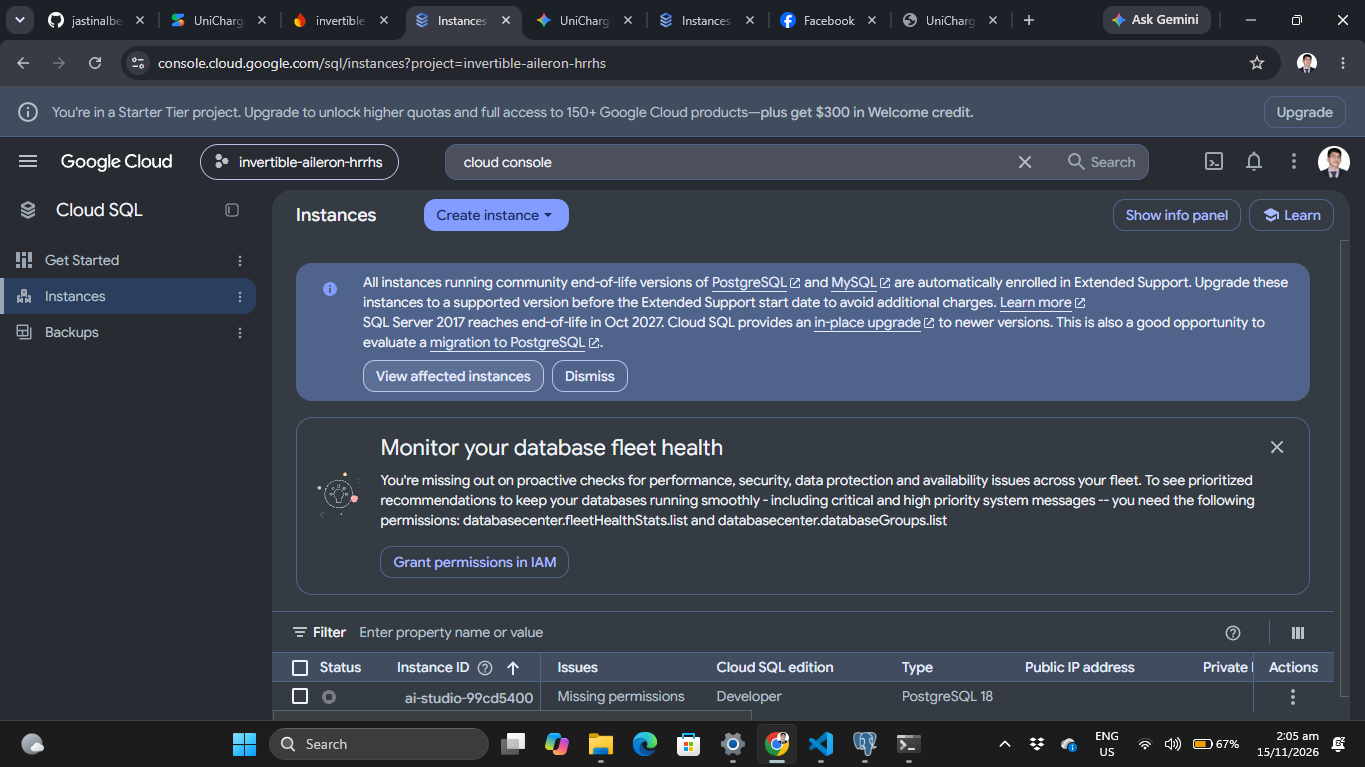 jastinalbe
UniCharg
invertible-
Instances
UniCharg
Instances
Facebook
UniCharg
Ask Gemini
console.cloud.google.com/sql/instances?project=invertible-aileron-hrrhs
You're in a Starter Tier project. Upgrade to unlock higher quotas and full access to 150+ Google Cloud products—plus get $300 in Welcome credit.
Upgrade
Google Cloud
invertible-aileron-hrrhs
cloud console
Search
Cloud SQL
Instances
Create instance
Show info panel
Learn
Get Started
Instances
Backups
All instances running community end-of-life versions of PostgreSQL and MySQL are automatically enrolled in Extended Support. Upgrade these
instances to a supported version before the Extended Support start date to avoid additional charges. Learn more
SQL Server 2017 reaches end-of-life in Oct 2027. Cloud SQL provides an in-place upgrade to newer versions. This is also a good opportunity to
evaluate a migration to PostgreSQL.
View affected instances
Dismiss
Monitor your database fleet health
You're missing out on proactive checks for performance, security, data protection and availability issues across your fleet. To see prioritized
recommendations to keep your databases running smoothly - including critical and high priority system messages -- you need the following
permissions: databasecenter.fleetHealthStats.list and databasecenter.databaseGroups.list
Grant permissions in IAM
Filter Enter property name or value
Status Instance ID Issues Cloud SQL edition Type Public IP address Private I Actions
ai-studio-99cd5400 Missing permissions Developer PostgreSQL 18
Search
ENG
US
67%
2:05 am
15/11/2026